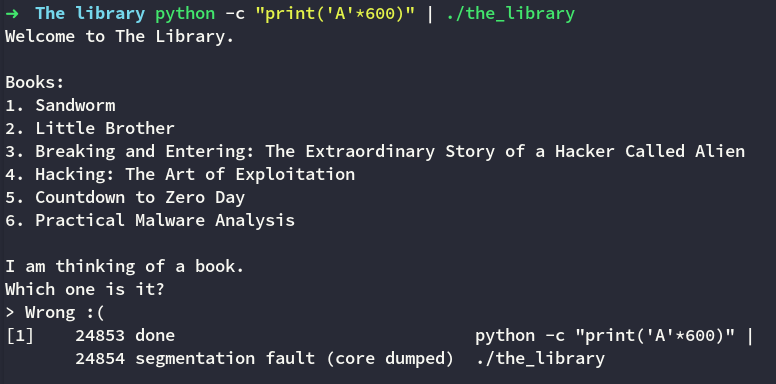 → The library python -c "print('A'*600)" | ./the_library
Welcome to The Library.
Books:
1. Sandworm
2. Little Brother
3. Breaking and Entering: The Extraordinary Story of a Hacker Called Alien
4. Hacking: The Art of Exploitation
5. Countdown to Zero Day
6. Practical Malware Analysis
I am thinking of a book.
Which one is it?
> Wrong :(
[1] 24853 done python -c "print('A'*600)" |
24854 segmentation fault (core dumped) ./the_library